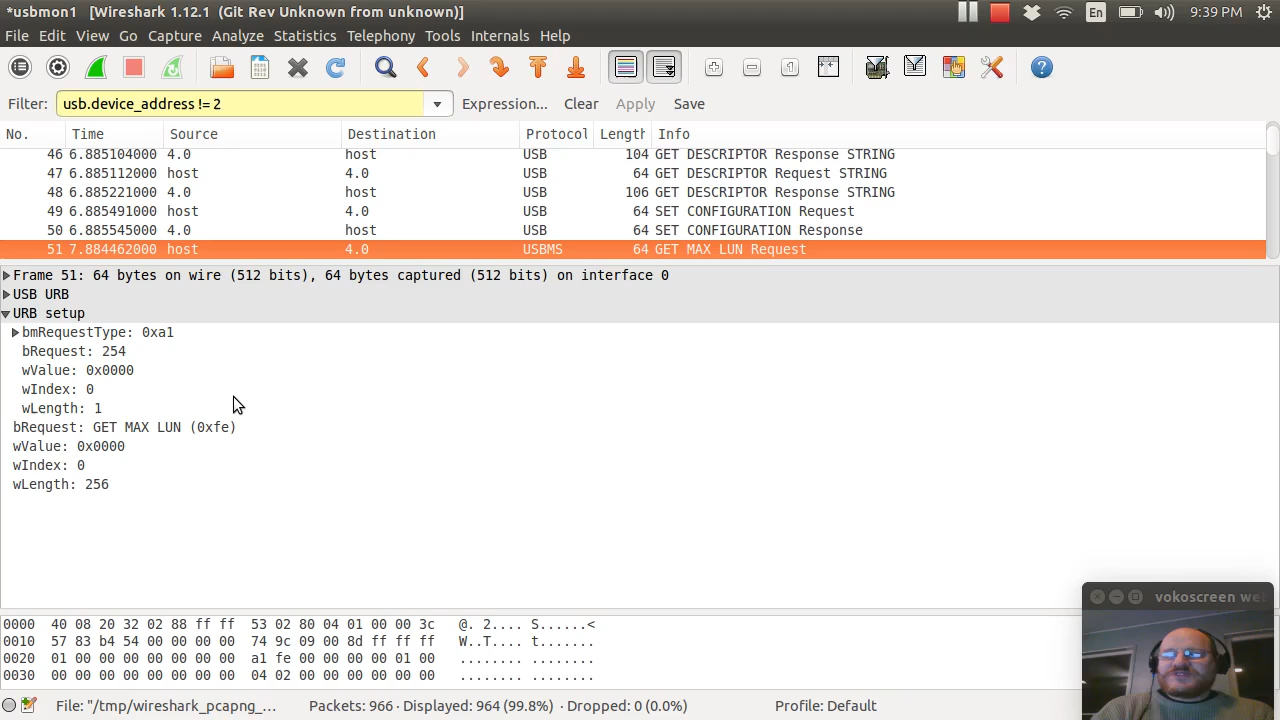 *usbmon1 [Wireshark 1.12.1 (Git Rev Unknown from unknown)]
En
9:39 PM
File Edit View Go Capture Analyze Statistics Telephony Tools Internals Help
Filter: usb.device_address != 2 Expression... Clear Apply Save
No. Time Source Destination Protocol Length Info
46 6.885104000 4.0 host USB 104 GET DESCRIPTOR Response STRING
47 6.885112000 host 4.0 USB 64 GET DESCRIPTOR Request STRING
48 6.885221000 4.0 host USB 106 GET DESCRIPTOR Response STRING
49 6.885491000 host 4.0 USB 64 SET CONFIGURATION Request
50 6.885545000 4.0 host USB 64 SET CONFIGURATION Response
51 7.884462000 host 4.0 USBMS 64 GET MAX LUN Request
Frame 51: 64 bytes on wire (512 bits), 64 bytes captured (512 bits) on interface 0
USB URB
URB setup
bmRequestType: 0xa1
bRequest: 254
wValue: 0x0000
wIndex: 0
wLength: 1
bRequest: GET MAX LUN (0xfe)
wValue: 0x0000
wIndex: 0
wLength: 256
vokoscreen we
0000 40 08 20 32 02 88 ff ff 53 02 80 04 01 00 00 3c @. 2.... S......<
0010 57 83 b4 54 00 00 00 00 74 9c 09 00 8d ff ff ff W..T.... t.......
0020 01 00 00 00 00 00 00 00 a1 fe 00 00 00 00 01 00 ........ ........
0030 00 00 00 00 00 00 00 00 04 02 00 00 00 00 00 00 ........ ........
File: "/tmp/wireshark_pcapng_... Packets: 966 · Displayed: 964 (99.8%) · Dropped: 0 (0.0%) Profile: Default